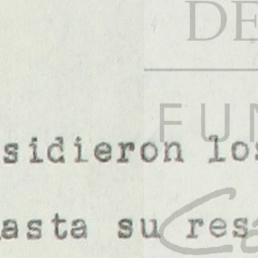 DE
FUN
sidieron los
asta su res